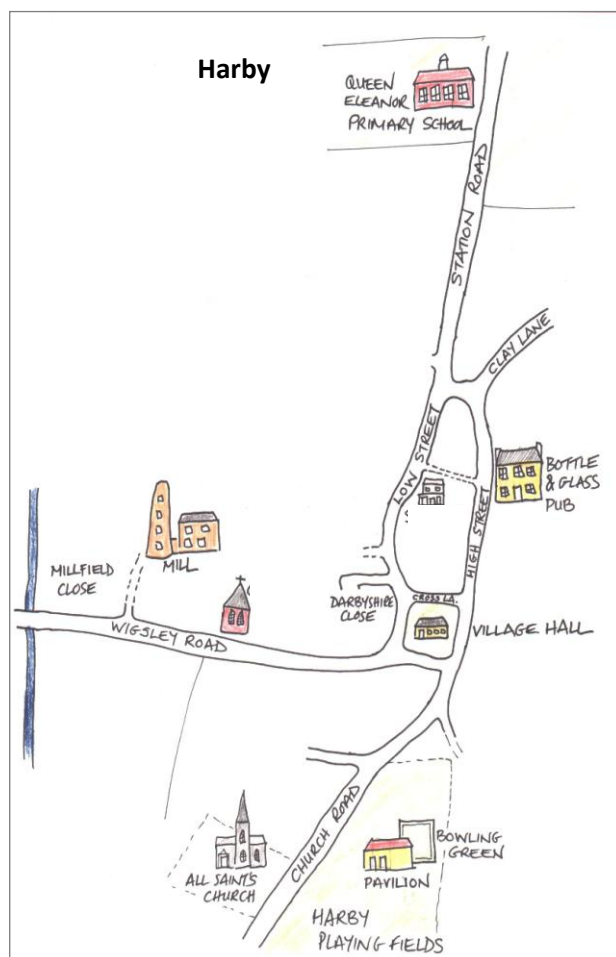 Harby
QUEEN
ELEANOR
PRIMARY SCHOOL
STATION ROAD
CLAY LANE
LOW STREET
BOTTLE
& GLASS
PUB
HIGH STREET
MILLFIELD
CLOSE
MILL
DARBYSHIRE
CLOSE
CROSS LA.
VILLAGE HALL
WIGSLEY ROAD
CHURCH ROAD
ALL SAINTS
CHURCH
BOWLING
GREEN
PAVILION
HARBY
PLAYING FIELDS